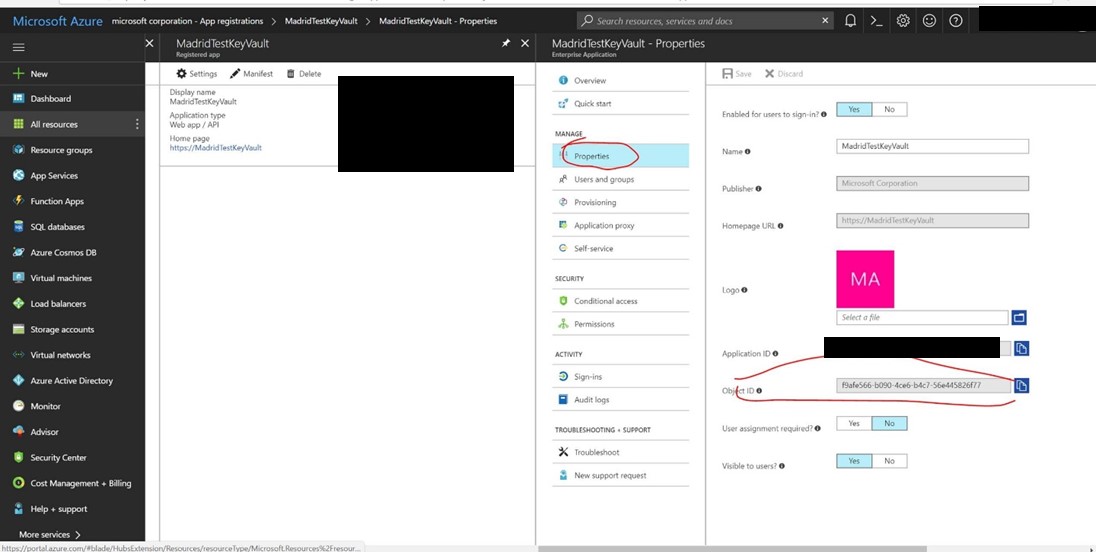 Microsoft Azure microsoft corporation - App registrations > MadridTestKeyVault > MadridTestKeyVault - Properties
Search resources, services and docs
New
Dashboard
All resources
Resource groups
App Services
Function Apps
SQL databases
Azure Cosmos DB
Virtual machines
Load balancers
Storage accounts
Virtual networks
Azure Active Directory
Monitor
Advisor
Security Center
Cost Management + Billing
Help + support
More services >
https://portal.azure.com/#blade/HubsExtension/Resources/resourceType/Microsoft.Resources%2Fresour...
MadridTestKeyVault
Registered app
Settings Manifest Delete
Display name
MadridTestKeyVault
Application type
Web app / API
Home page
https://MadridTestKeyVault
MadridTestKeyVault - Properties
Enterprise Application
Overview
Quick start
MANAGE
Properties
Users and groups
Provisioning
Application proxy
Self-service
SECURITY
Conditional access
Permissions
ACTIVITY
Sign-ins
Audit logs
TROUBLESHOOTING + SUPPORT
Troubleshoot
New support request
Save Discard
Enabled for users to sign-in? Yes No
Name MadridTestKeyVault
Publisher Microsoft Corporation
Homepage URL https://MadridTestKeyVault
Logo MA
Select a file
Application ID
Object ID f9afe566-b090-4ce6-b4c7-56e445826f77
User assignment required? Yes No
Visible to users? Yes No